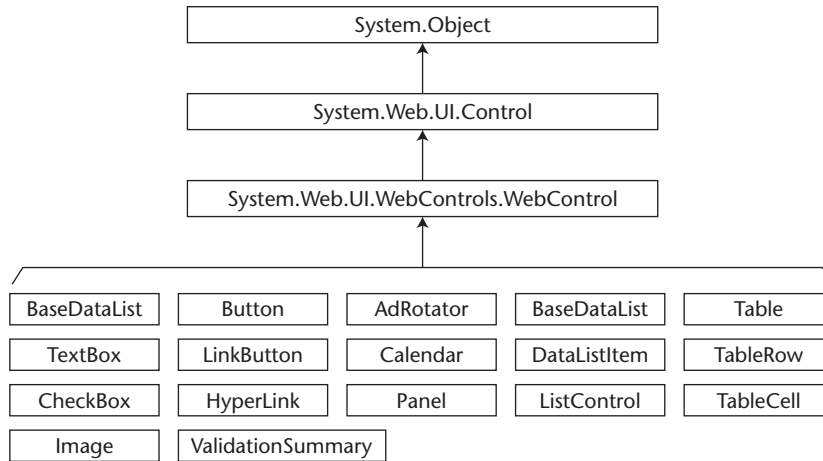 System.Object
System.Web.UI.Control
System.Web.UI.WebControls.WebControl
BaseDataList Button AdRotator BaseDataList Table
TextBox LinkButton Calendar DataListItem TableRow
CheckBox HyperLink Panel ListControl TableCell
Image ValidationSummary